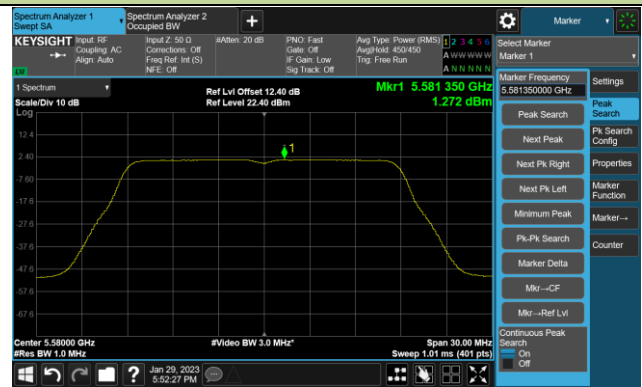 Spectrum Analyzer 1
Swept SA
Spectrum Analyzer 2
Occupied BW
+
Marker
KEYSIGHT
Input: RF
Coupling: AC
Align: Auto
Input Z: 50 Ω
Corrections: Off
Freq Ref: Int (S)
NFE: Off
#Atten: 20 dB
PNO: Fast
Gate: Off
IF Gain: Low
Sig Track: Off
Avg Type: Power (RMS)
Avg|Hold: 450/450
Trig: Free Run
1 2 3 4 5 6
A W W W W W
A N N N N N
LW
Select Marker
Marker 1
1 Spectrum
Scale/Div 10 dB
Log
Ref Lvl Offset 12.40 dB
Ref Level 22.40 dBm
Mkr1 5.581 350 GHz
1.272 dBm
1
12.4
2.40
-7.60
-17.6
-27.6
-37.6
-47.6
-57.6
-67.6
Center 5.58000 GHz
#Res BW 1.0 MHz
#Video BW 3.0 MHz*
Span 30.00 MHz
Sweep 1.01 ms (401 pts)
Marker Frequency
5.581350000 GHz
Peak Search
Next Peak
Next Pk Right
Next Pk Left
Minimum Peak
Pk-Pk Search
Marker Delta
Mkr→CF
Mkr→Ref Lvl
Continuous Peak
Search
On
Off
Settings
Peak
Search
Pk Search
Config
Properties
Marker
Function
Marker→
Counter
?
Jan 29, 2023
5:52:27 PM